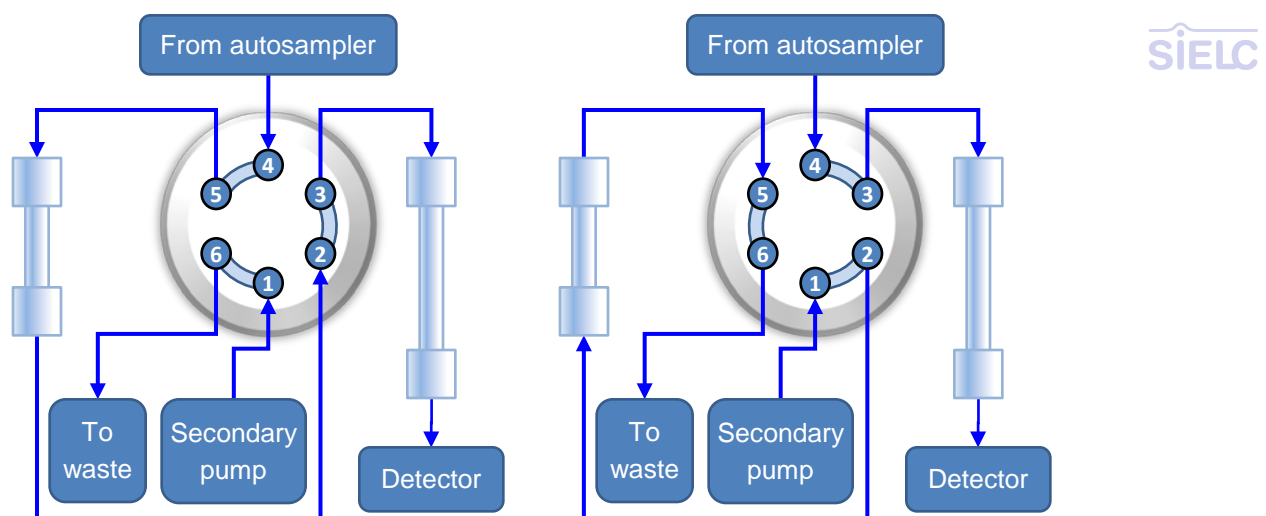 From autosampler
4
5
3
6
2
1
To
waste
Secondary
pump
Detector
From autosampler
4
5
3
6
2
1
To
waste
Secondary
pump
Detector
SiELC